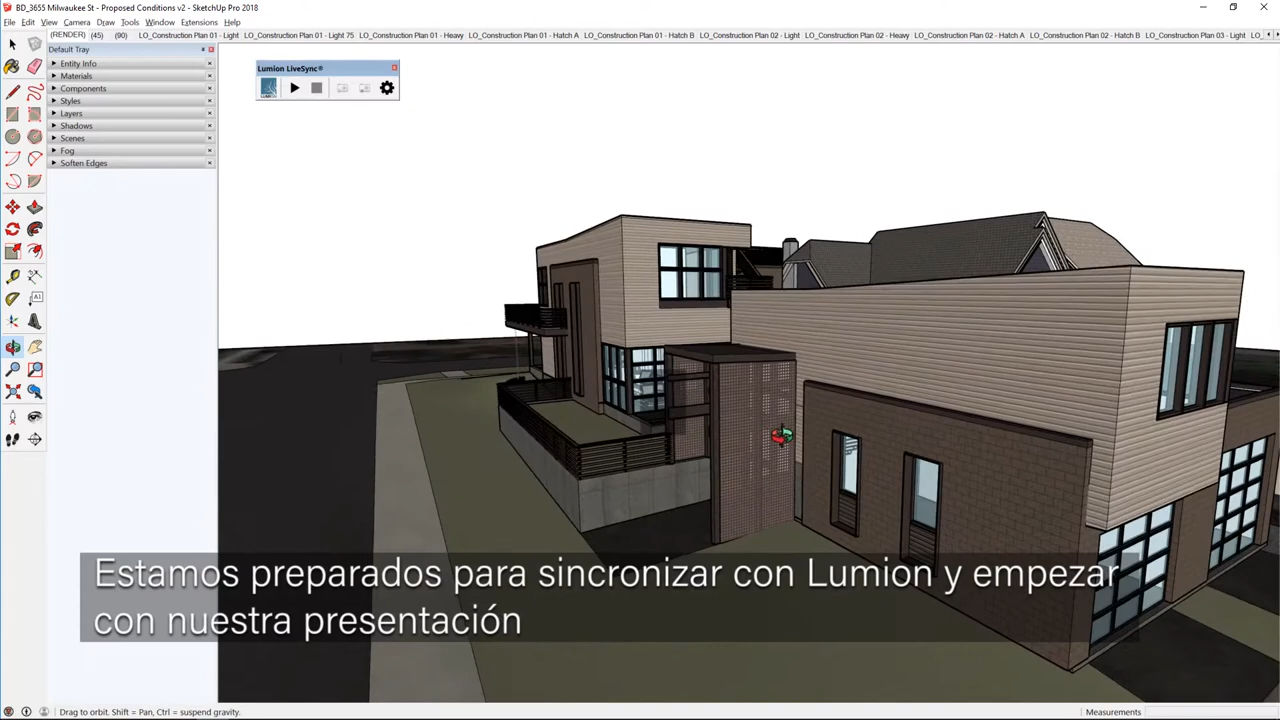 BD_3655 Milwaukee St - Proposed Conditions v2 - SketchUp Pro 2018
File Edit View Camera Draw Tools Window Extensions Help
(RENDER) (45) (90) LO_Construction Plan 01 - Light LO_Construction Plan 01 - Light 75 LO_Construction Plan 01 - Heavy LO_Construction Plan 01 - Hatch A LO_Construction Plan 01 - Hatch B LO_Construction Plan 02 - Light LO_Construction Plan 02 - Heavy LO_Construction Plan 02 - Hatch A LO_Construction Plan 02 - Hatch B LO_Construction Plan 03 - Light LO_Constru
Default Tray
Entity Info
Materials
Components
Styles
Layers
Shadows
Scenes
Fog
Soften Edges
Lumion LiveSync®
LUMION
A1
Estamos preparados para sincronizar con Lumion y empezar
con nuestra presentación
Drag to orbit. Shift = Pan, Ctrl = suspend gravity.
Measurements